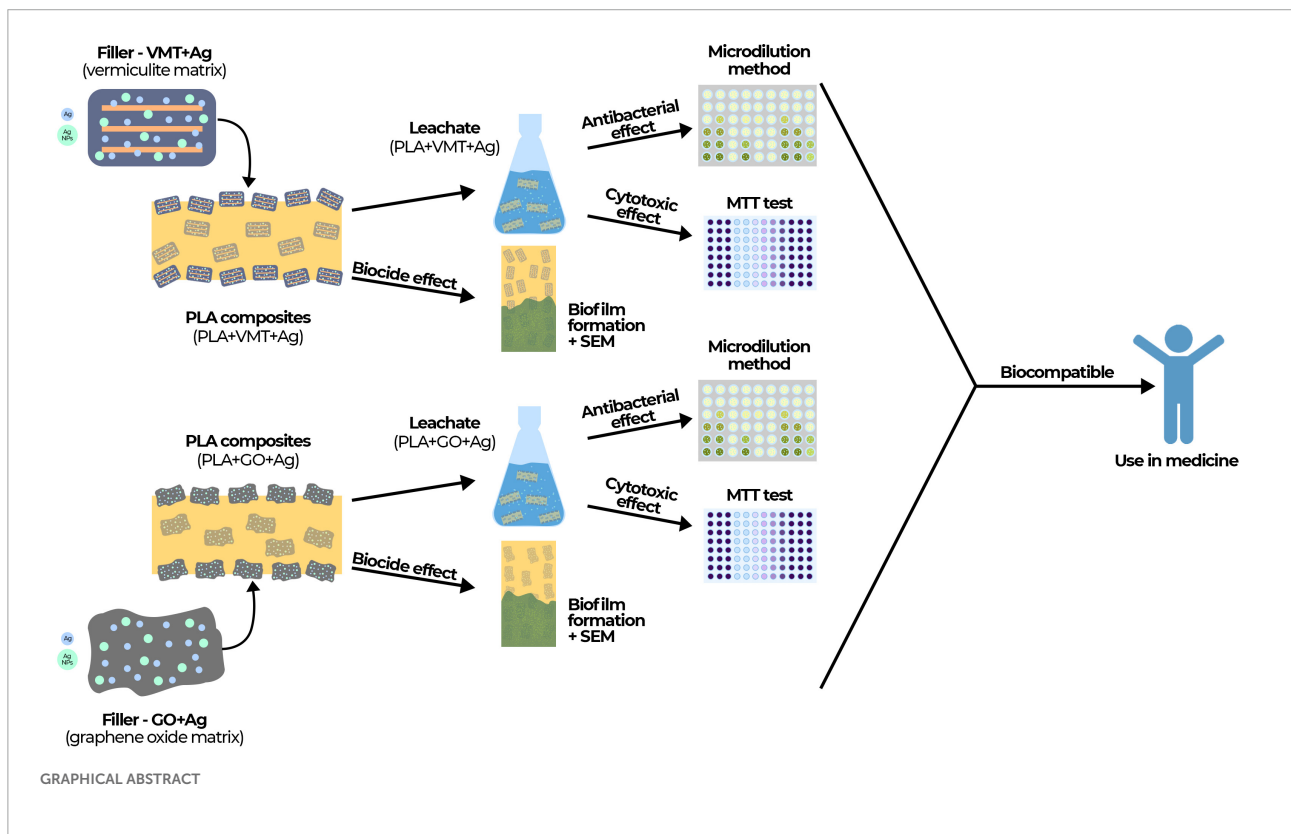 Filler - VMT+Ag
(vermiculite matrix)
Ag
Ag
NPs
PLA composites
(PLA+VMT+Ag)
Leachate
(PLA+VMT+Ag)
Biocide effect
Antibacterial
effect
Cytotoxic
effect
Microdilution
method
MTT test
Biofilm
formation
+ SEM
PLA composites
(PLA+GO+Ag)
Leachate
(PLA+GO+Ag)
Biocide effect
Antibacterial
effect
Cytotoxic
effect
Microdilution
method
MTT test
Biofilm
formation
+ SEM
Ag
Ag
NPs
Filler - GO+Ag
(graphene oxide matrix)
Biocompatible
Use in medicine
GRAPHICAL ABSTRACT